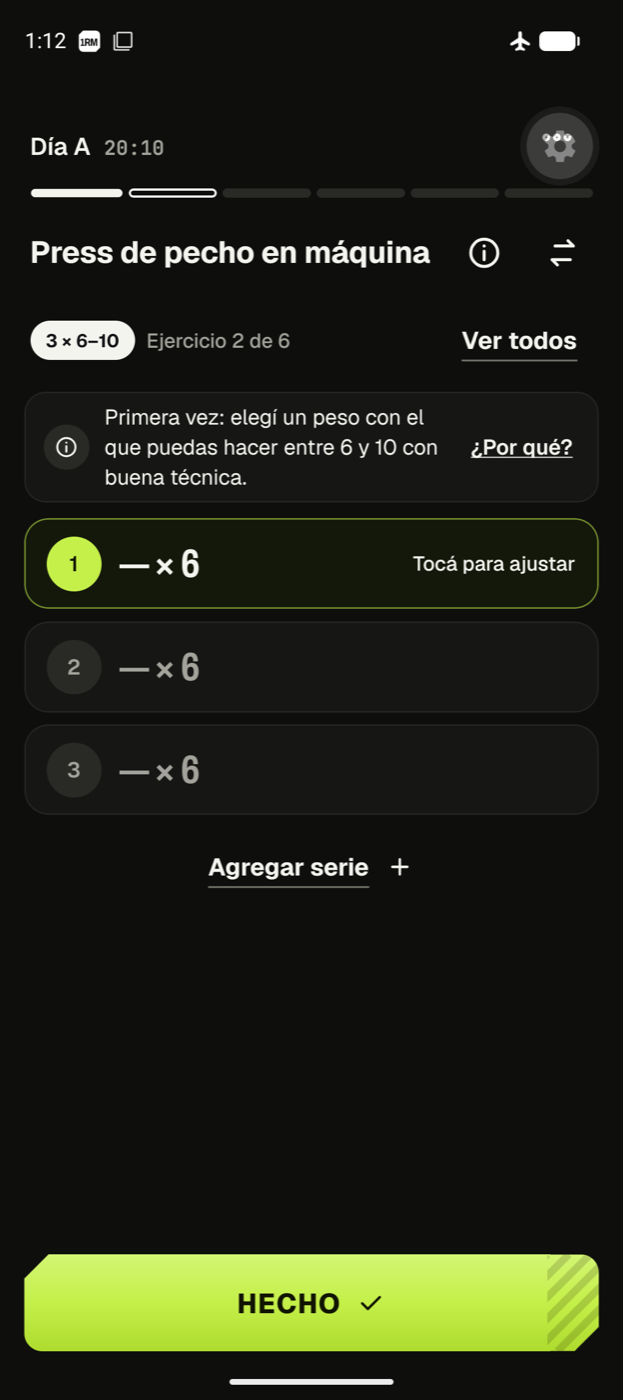 1:12 1RM
Día A 20:10
Press de pecho en máquina
3 × 6–10 Ejercicio 2 de 6 Ver todos
Primera vez: elegí un peso con el
que puedas hacer entre 6 y 10 con
buena técnica.
¿Por qué?
1 — × 6 Tocá para ajustar
2 — × 6
3 — × 6
Agregar serie +
HECHO